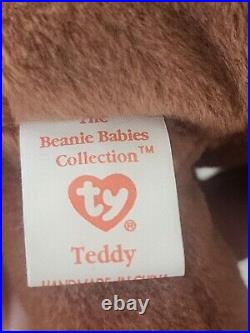 The
Beanie Babies
Collection™
ty
®
Teddy
HANDMADE IN CHINA